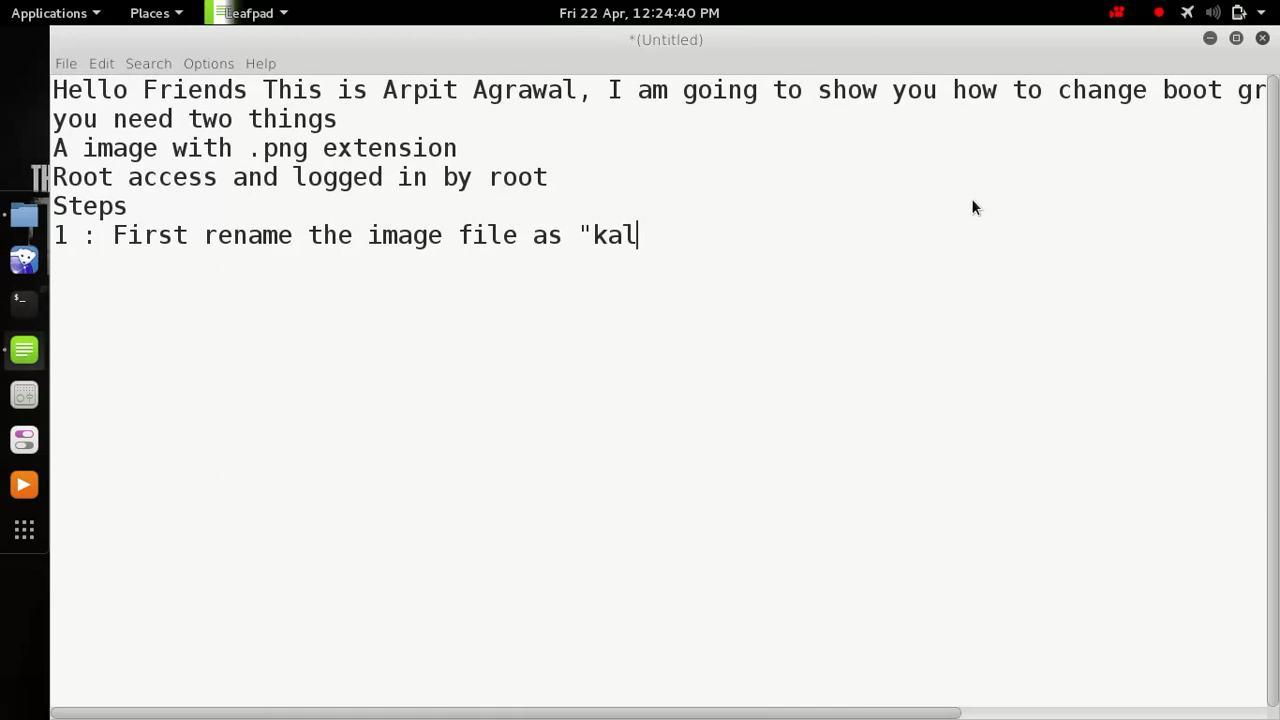 Applications Places Leafpad Fri 22 Apr, 12:24:40 PM
*(Untitled)
File Edit Search Options Help
Hello Friends This is Arpit Agrawal, I am going to show you how to change boot gr
you need two things
A image with .png extension
Root access and logged in by root
Steps
1 : First rename the image file as "kal